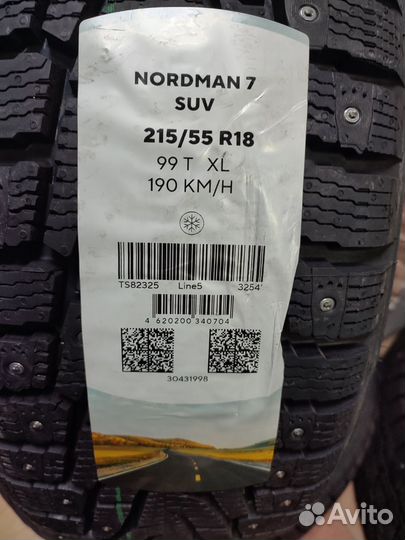 NORDMAN 7
SUV
215/55 R18
99 T XL
190 KM/H
TS82325 Line5 3254'
4 620200 340704
30431998
Avito